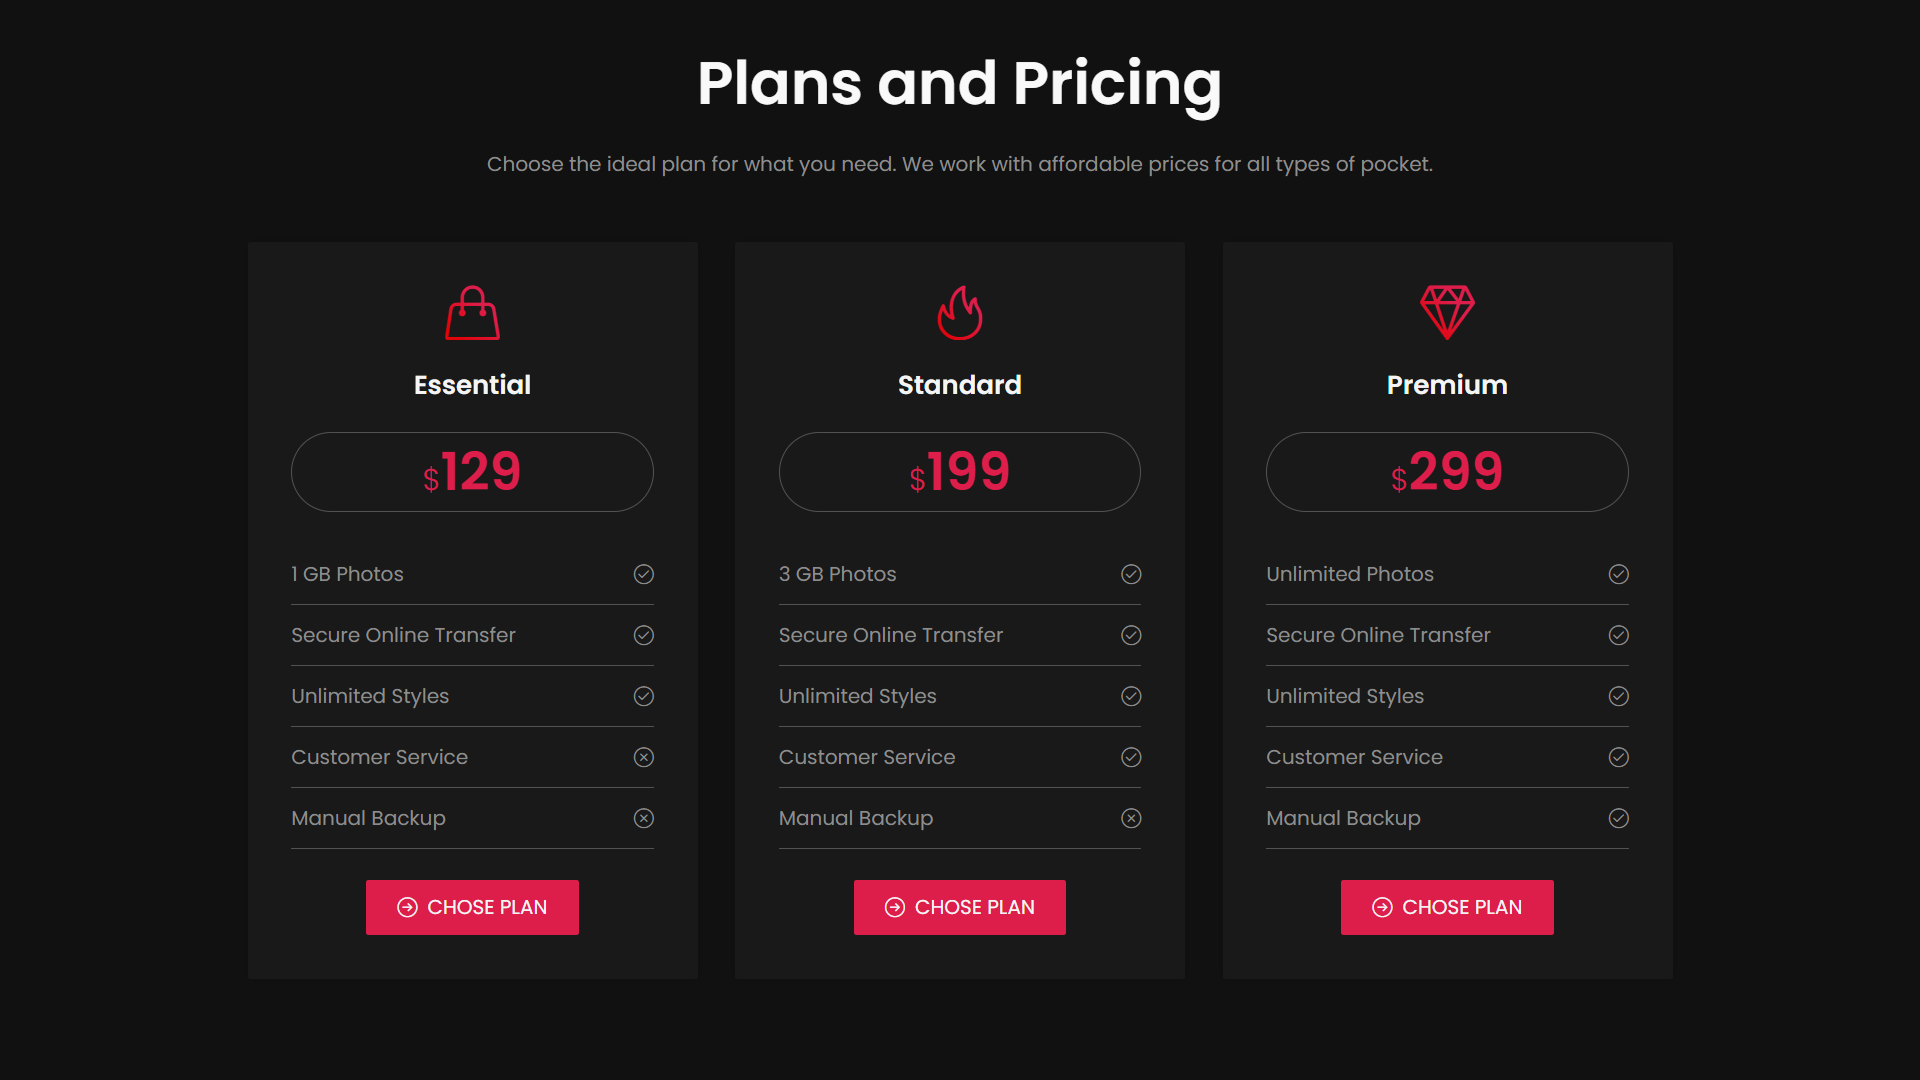 Plans and Pricing
Choose the ideal plan for what you need. We work with affordable prices for all types of pocket.
Essential
$129
1 GB Photos
Secure Online Transfer
Unlimited Styles
Customer Service
Manual Backup
CHOSE PLAN
Standard
$199
3 GB Photos
Secure Online Transfer
Unlimited Styles
Customer Service
Manual Backup
CHOSE PLAN
Premium
$299
Unlimited Photos
Secure Online Transfer
Unlimited Styles
Customer Service
Manual Backup
CHOSE PLAN